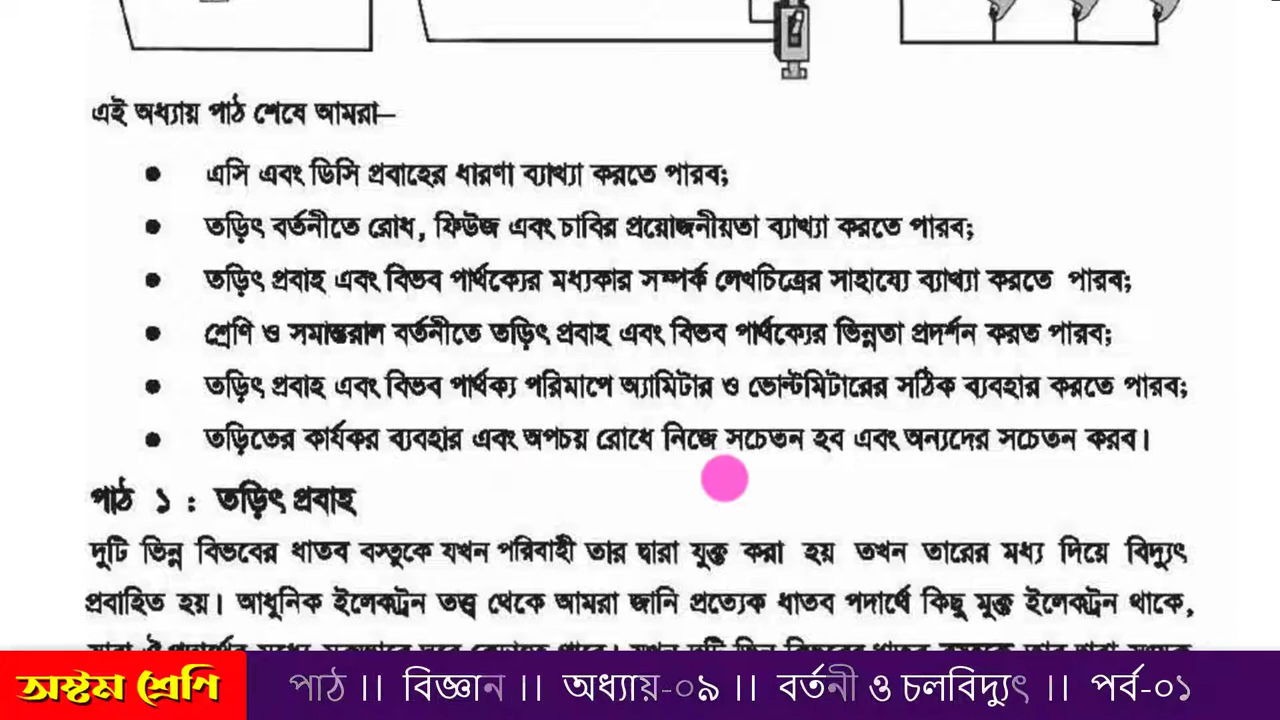 এই অধ্যায় পাঠ শেষে আমরা–
● এসি এবং ডিসি প্রবাহের ধারণা ব্যাখ্যা করতে পারব;
● তড়িৎ বর্তনীতে রোধ, ফিউজ এবং চাবির প্রয়োজনীয়তা ব্যাখ্যা করতে পারব;
● তড়িৎ প্রবাহ এবং বিভব পার্থক্যের মধ্যকার সম্পর্ক লেখচিত্রের সাহায্যে ব্যাখ্যা করতে পারব;
● শ্রেণি ও সমান্তরাল বর্তনীতে তড়িৎ প্রবাহ এবং বিভব পার্থক্যের ভিন্নতা প্রদর্শন করত পারব;
● তড়িৎ প্রবাহ এবং বিভব পার্থক্য পরিমাপে অ্যামিটার ও ভোল্টমিটারের সঠিক ব্যবহার করতে পারব;
● তড়িতের কার্যকর ব্যবহার এবং অপচয় রোধে নিজে সচেতন হব এবং অন্যদের সচেতন করব।
পাঠ ১ : তড়িৎ প্রবাহ
দুটি ভিন্ন বিভবের ধাতব বস্তুকে যখন পরিবাহী তার দ্বারা যুক্ত করা হয় তখন তারের মধ্য দিয়ে বিদ্যুৎ
প্রবাহিত হয়। আধুনিক ইলেকট্রন তত্ত্ব থেকে আমরা জানি প্রত্যেক ধাতব পদার্থে কিছু মুক্ত ইলেকট্রন থাকে,
অষ্টম শ্রেণি
পাঠ ।। বিজ্ঞান ।। অধ্যায়-০৯ ।। বর্তনী ও চলবিদ্যুৎ ।। পর্ব-০১